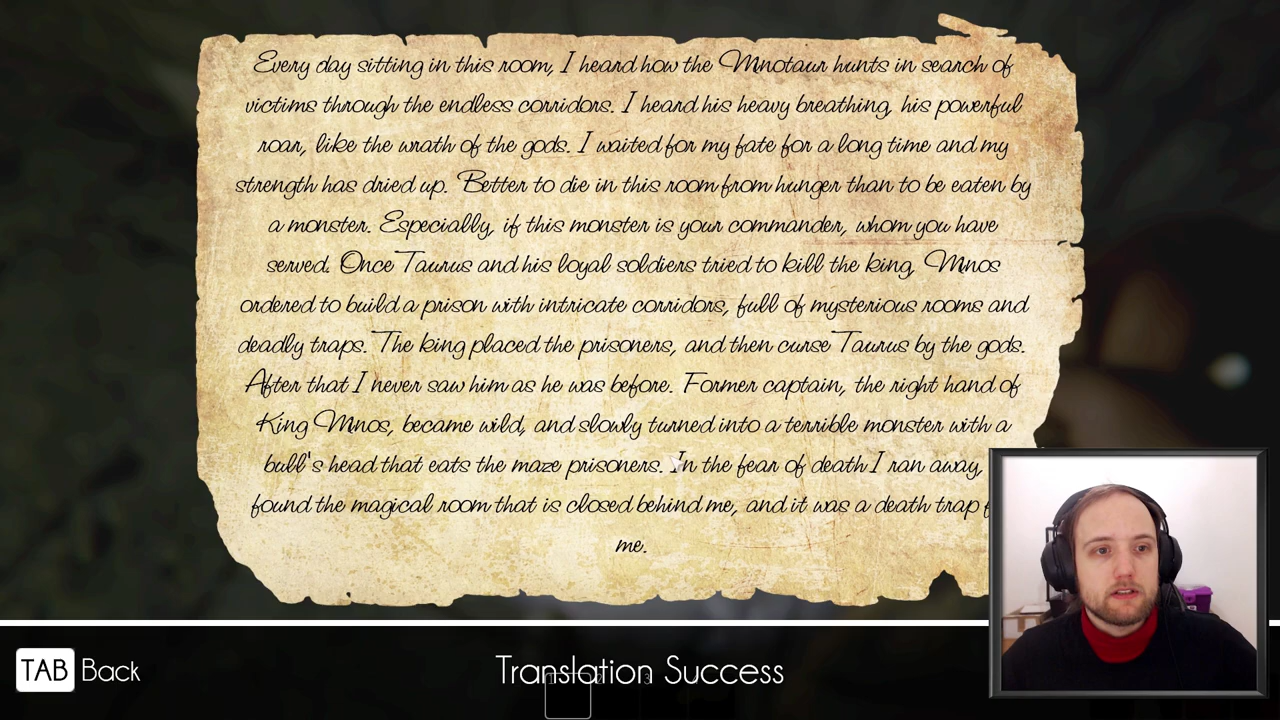 Every day sitting in this room, I heard how the Mnotaur hunts in search of
victims through the endless corridors. I heard his heavy breathing, his powerful
roar, like the wrath of the gods. I waited for my fate for a long time and my
strength has dried up. Better to die in this room from hunger than to be eaten by
a monster. Especially, if this monster is your commander, whom you have
served. Once Taurus and his loyal soldiers tried to kill the king, Mnos
ordered to build a prison with intricate corridors, full of mysterious rooms and
deadly traps. The king placed the prisoners, and then curse Taurus by the gods.
After that I never saw him as he was before. Former captain, the right hand of
King Mnos, became wild, and slowly turned into a terrible monster with a
bull's head that eats the maze prisoners. In the fear of death I ran away,
found the magical room that is closed behind me, and it was a death trap
me.
TAB Back
Translation Success
3